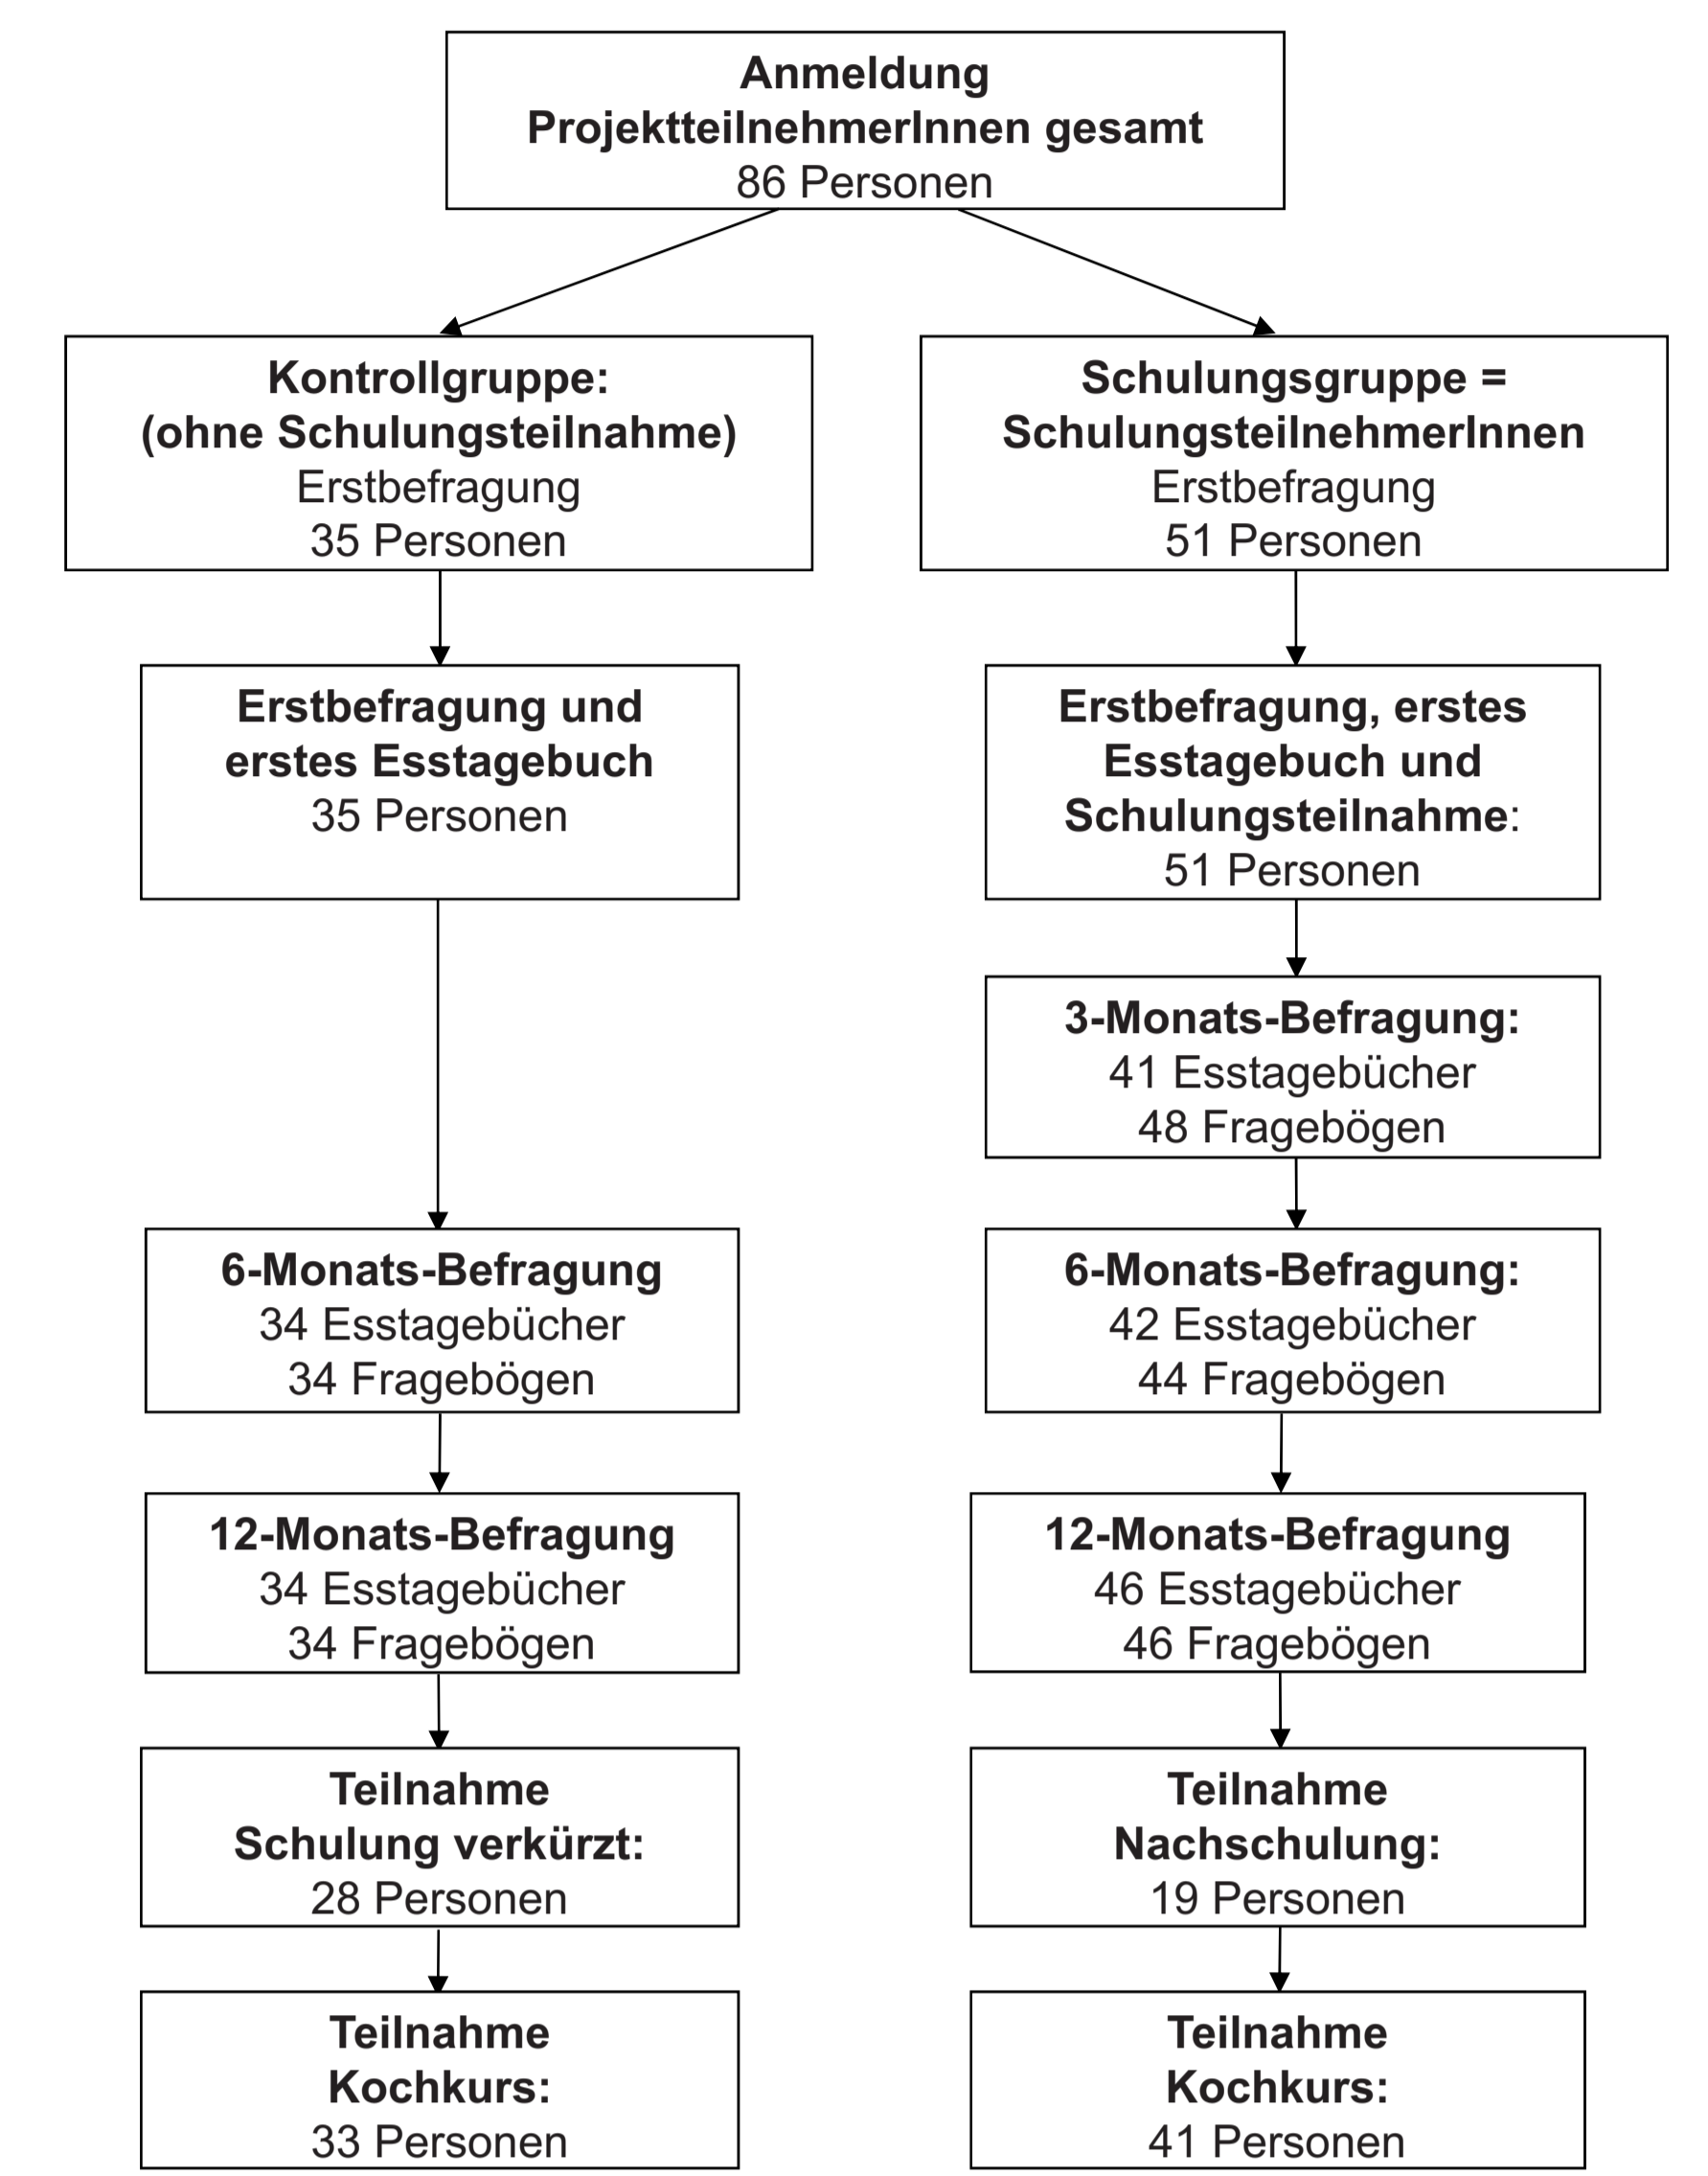 Anmeldung
ProjektteilnehmerInnen gesamt
86 Personen
Kontrollgruppe:
(ohne Schulungsteilnahme)
Erstbefragung
35 Personen
Schulungsgruppe =
SchulungsteilnehmerInnen
Erstbefragung
51 Personen
Erstbefragung und
erstes Esstagebuch
35 Personen
Erstbefragung, erstes
Esstagebuch und
Schulungsteilnahme:
51 Personen
3-Monats-Befragung:
41 Esstagebücher
48 Fragebögen
6-Monats-Befragung
34 Esstagebücher
34 Fragebögen
6-Monats-Befragung:
42 Esstagebücher
44 Fragebögen
12-Monats-Befragung
34 Esstagebücher
34 Fragebögen
12-Monats-Befragung
46 Esstagebücher
46 Fragebögen
Teilnahme
Schulung verkürzt:
28 Personen
Teilnahme
Nachschulung:
19 Personen
Teilnahme
Kochkurs:
33 Personen
Teilnahme
Kochkurs:
41 Personen